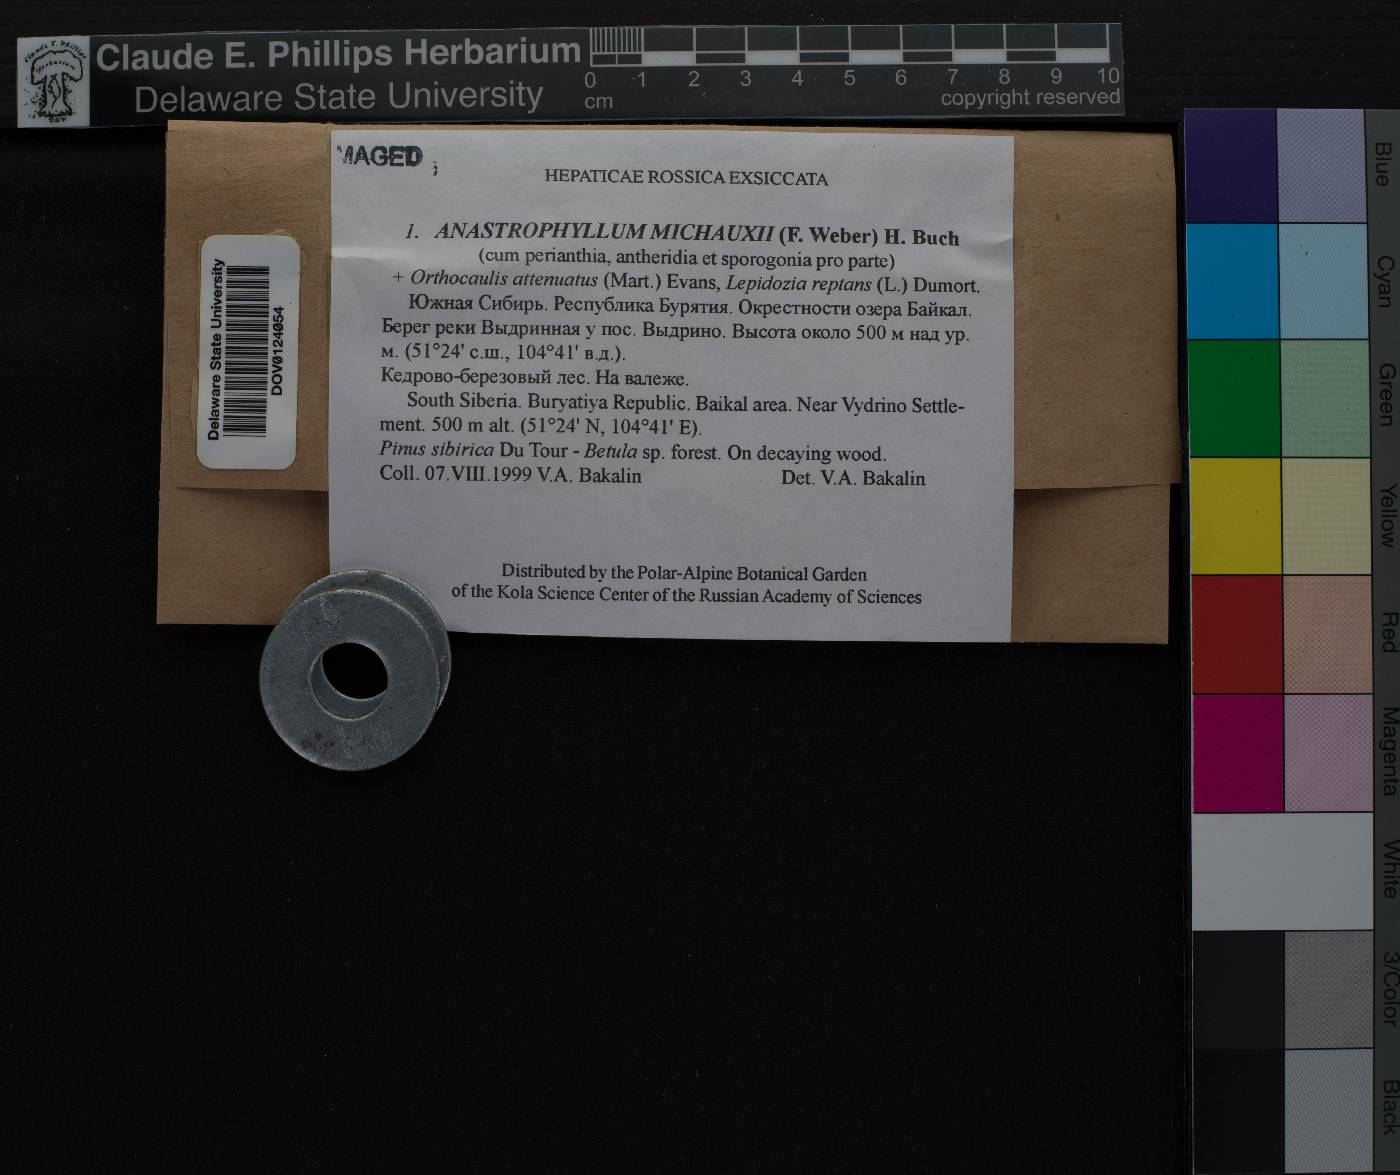 Claude E. Phillips Herbarium
Delaware State University
0 1 2 3 4 5 6 7 8 9 10
cm
copyright reserved
HEPATICAE ROSSICA EXSICCATA
1. ANASTROPHYLLUM MICHAUXII (F. Weber) H. Buch
(cum perianthia, antheridia et sporogonia pro parte)
+ Orthocaulis attenuatus (Mart.) Evans, Lepidozia reptans (L.) Dumort.
Южная Сибирь. Республика Бурятия. Окрестности озера Байкал.
Берег реки Выдринная у пос. Выдрино. Высота около 500 м над ур.
м. (51°24' с.ш., 104°41' в.д.).
Кедрово-березовый лес. На валеже.
South Siberia. Buryatiya Republic. Baikal area. Near Vydrino Settle-
ment. 500 m alt. (51°24' N, 104°41' E).
Pinus sibirica Du Tour - Betula sp. forest. On decaying wood.
Coll. 07.VIII.1999 V.A. Bakalin Det. V.A. Bakalin
Distributed by the Polar-Alpine Botanical Garden
of the Kola Science Center of the Russian Academy of Sciences
Delaware State University
DOV0124054
Blue
Cyan
Green
Yellow
Red
Magenta
White
3/Color
Black